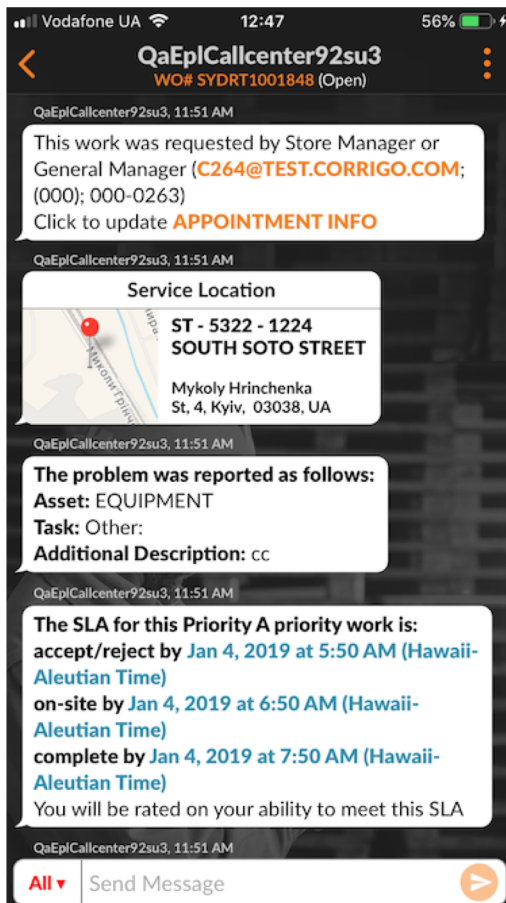 Vodafone UA 12:47 56%
QaEplCallcenter92su3
WO# SYDRT1001848 (Open)
QaEplCallcenter92su3, 11:51 AM
This work was requested by Store Manager or
General Manager (C264@TEST.CORRIGO.COM;
(000); 000-0263)
Click to update APPOINTMENT INFO
QaEplCallcenter92su3, 11:51 AM
Service Location
Миколи Грінч
ST - 5322 - 1224
SOUTH SOTO STREET
Mykoly Hrinchenka
St, 4, Kyiv, 03038, UA
QaEplCallcenter92su3, 11:51 AM
The problem was reported as follows:
Asset: EQUIPMENT
Task: Other:
Additional Description: cc
QaEplCallcenter92su3, 11:51 AM
The SLA for this Priority A priority work is:
accept/reject by Jan 4, 2019 at 5:50 AM (Hawaii-
Aleutian Time)
on-site by Jan 4, 2019 at 6:50 AM (Hawaii-
Aleutian Time)
complete by Jan 4, 2019 at 7:50 AM (Hawaii-
Aleutian Time)
You will be rated on your ability to meet this SLA
QaEplCallcenter92su3, 11:51 AM
All ▾ Send Message